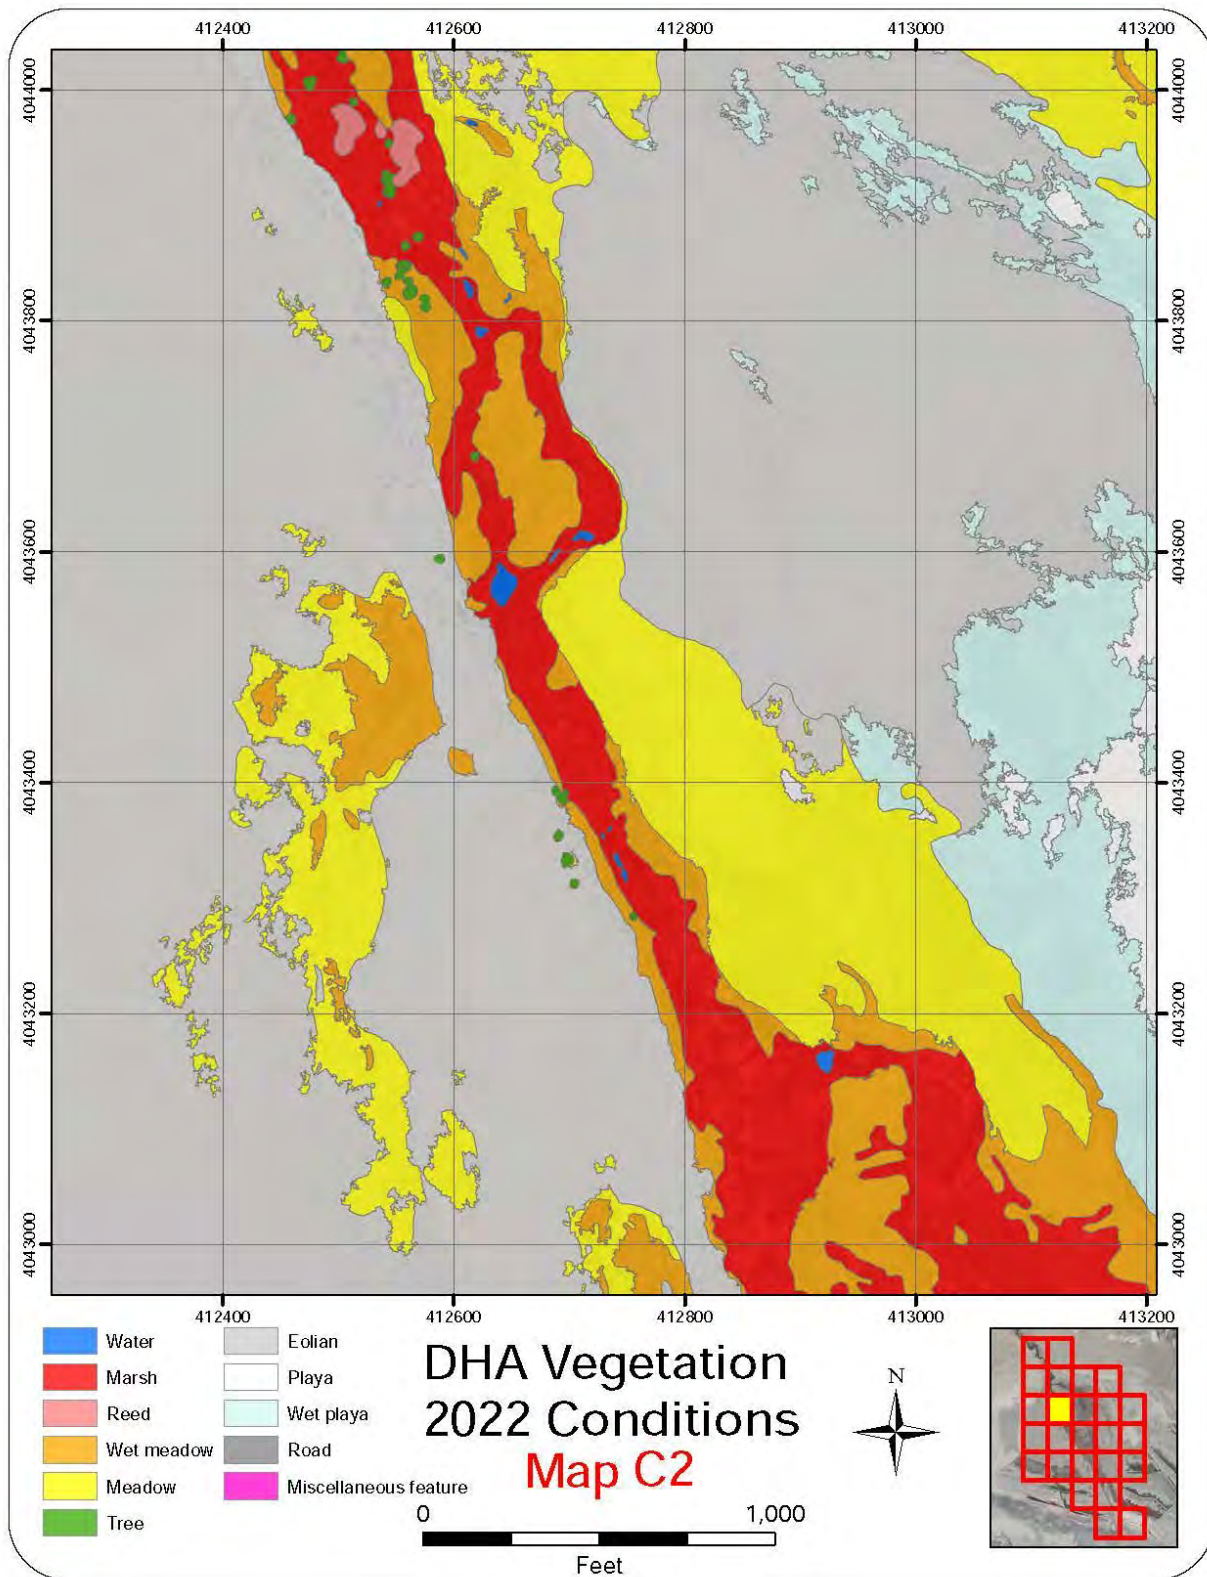 412400 412600 412800 413000 413200
4044000 4044000
4043800 4043800
4043600 4043600
4043400 4043400
4043200 4043200
4043000 4043000
412400 412600 412800 413000 413200
Water
Marsh
Reed
Wet meadow
Meadow
Tree
Eolian
Playa
Wet playa
Road
Miscellaneous feature
DHA Vegetation
2022 Conditions
Map C2
0 1,000
Feet
N